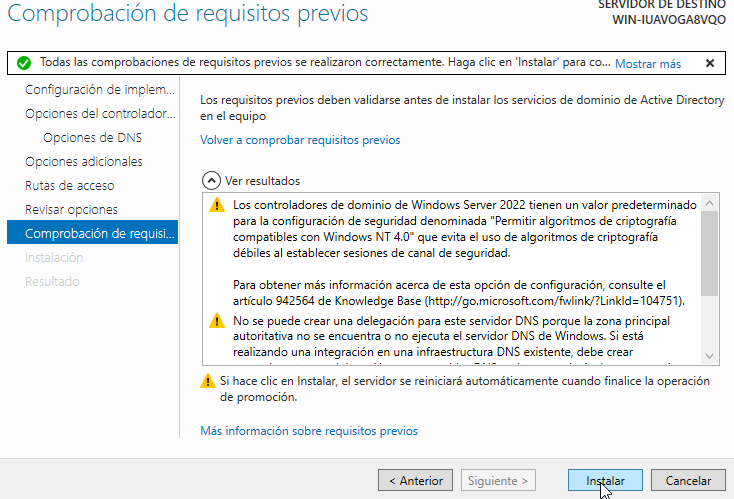 Comprobación de requisitos previos
SERVIDOR DE DESTINO
WIN-IUAVOGA8VQO
Todas las comprobaciones de requisitos previos se realizaron correctamente. Haga clic en 'Instalar' para co...
Mostrar más
Configuración de implem...
Opciones del controlador...
Opciones de DNS
Opciones adicionales
Rutas de acceso
Revisar opciones
Comprobación de requisi...
Instalación
Resultado
Los requisitos previos deben validarse antes de instalar los servicios de dominio de Active Directory
en el equipo
Volver a comprobar requisitos previos
Ver resultados
Los controladores de dominio de Windows Server 2022 tienen un valor predeterminado
para la configuración de seguridad denominada "Permitir algoritmos de criptografía
compatibles con Windows NT 4.0" que evita el uso de algoritmos de criptografía
débiles al establecer sesiones de canal de seguridad.
Para obtener más información acerca de esta opción de configuración, consulte el
artículo 942564 de Knowledge Base (http://go.microsoft.com/fwlink/?LinkId=104751).
No se puede crear una delegación para este servidor DNS porque la zona principal
autoritativa no se encuentra o no ejecuta el servidor DNS de Windows. Si está
realizando una integración en una infraestructura DNS existente, debe crear
Si hace clic en Instalar, el servidor se reiniciará automáticamente cuando finalice la operación
de promoción.
Más información sobre requisitos previos
< Anterior
Siguiente >
Instalar
Cancelar